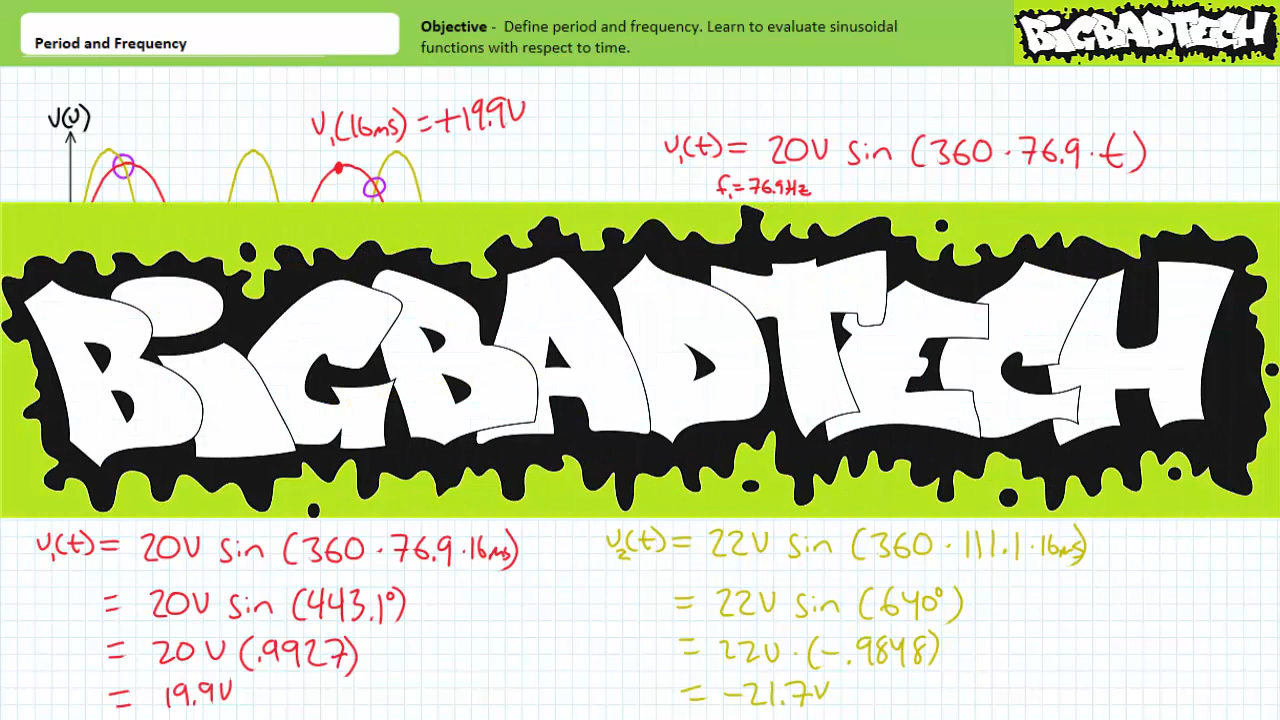 Period and Frequency
Objective - Define period and frequency. Learn to evaluate sinusoidal
functions with respect to time.
BiGBADTECH
v(v)
v₁(16ms) = +19.9V
v₁(t) = 20V sin (360·76.9·t)
f₁=76.9Hz
BiGBADTECH
v₁(t) = 20V sin (360·76.9·16ms)
= 20V sin (443.1°)
= 20V (.9927)
= 19.9V
v₂(t) = 22V sin (360·111.1·16ms)
= 22V sin (640°)
= 22V·(-.9848)
= -21.7V